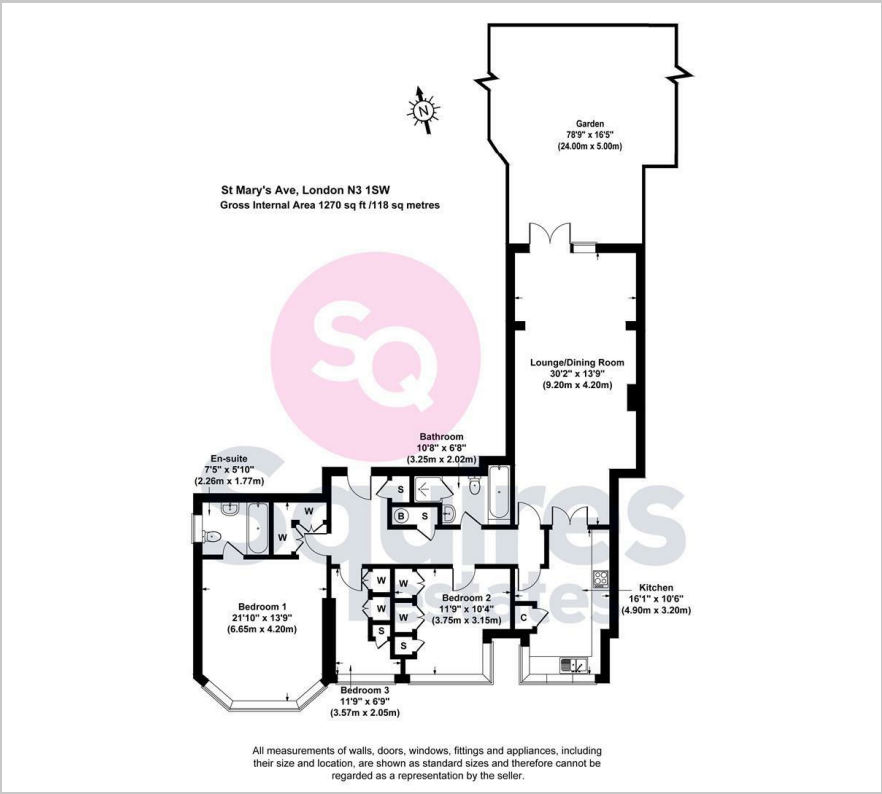 N
Garden
78'9" x 16'5"
(24.00m x 5.00m)
St Mary's Ave, London N3 1SW
Gross Internal Area 1270 sq ft /118 sq metres
SQ
squires
estates
Lounge/Dining Room
30'2" x 13'9"
(9.20m x 4.20m)
Bathroom
10'8" x 6'8"
(3.25m x 2.02m)
En-suite
7'5" x 5'10"
(2.26m x 1.77m)
S
W
B
S
W
W
W
W
W
S
S
C
Bedroom 1
21'10" x 13'9"
(6.65m x 4.20m)
Bedroom 2
11'9" x 10'4"
(3.75m x 3.15m)
Kitchen
16'1" x 10'6"
(4.90m x 3.20m)
Bedroom 3
11'9" x 6'9"
(3.57m x 2.05m)
All measurements of walls, doors, windows, fittings and appliances, including
their size and location, are shown as standard sizes and therefore cannot be
regarded as a representation by the seller.